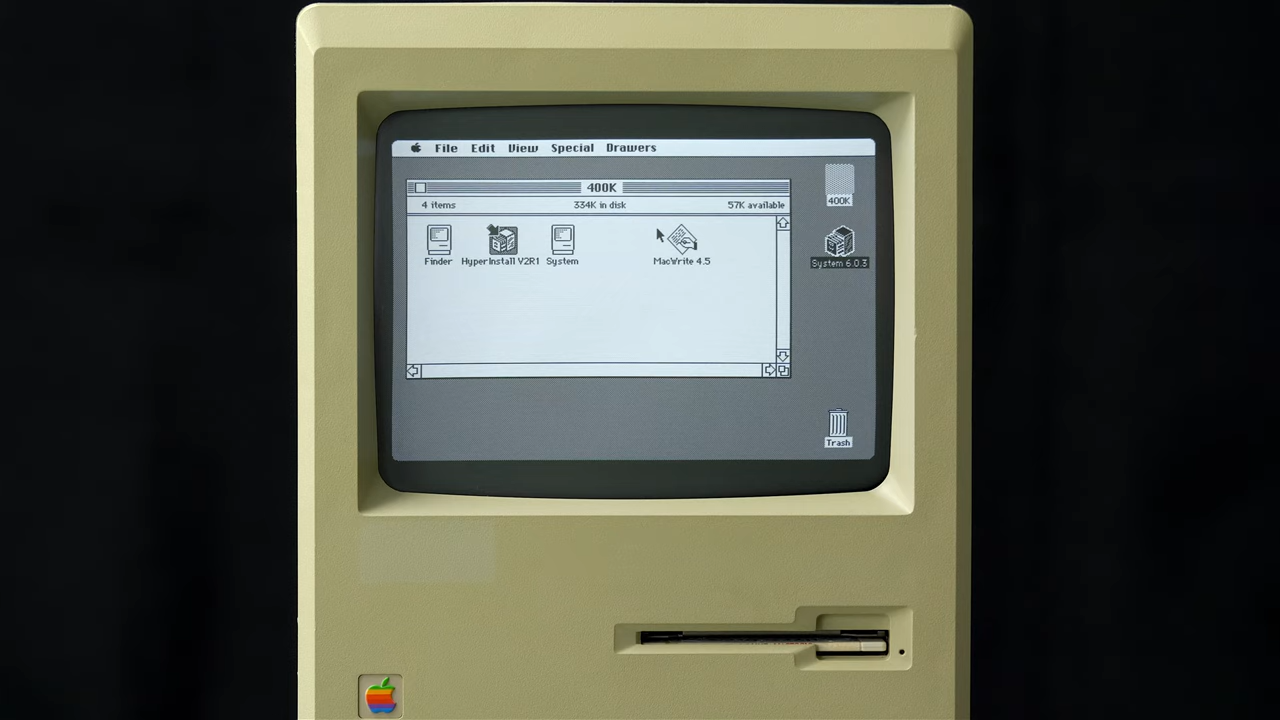 File Edit View Special Drawers
400K
4 items 334K in disk 57K available
Finder HyperInstall V2R1 System MacWrite 4.5
400K
System 6.0.3
Trash